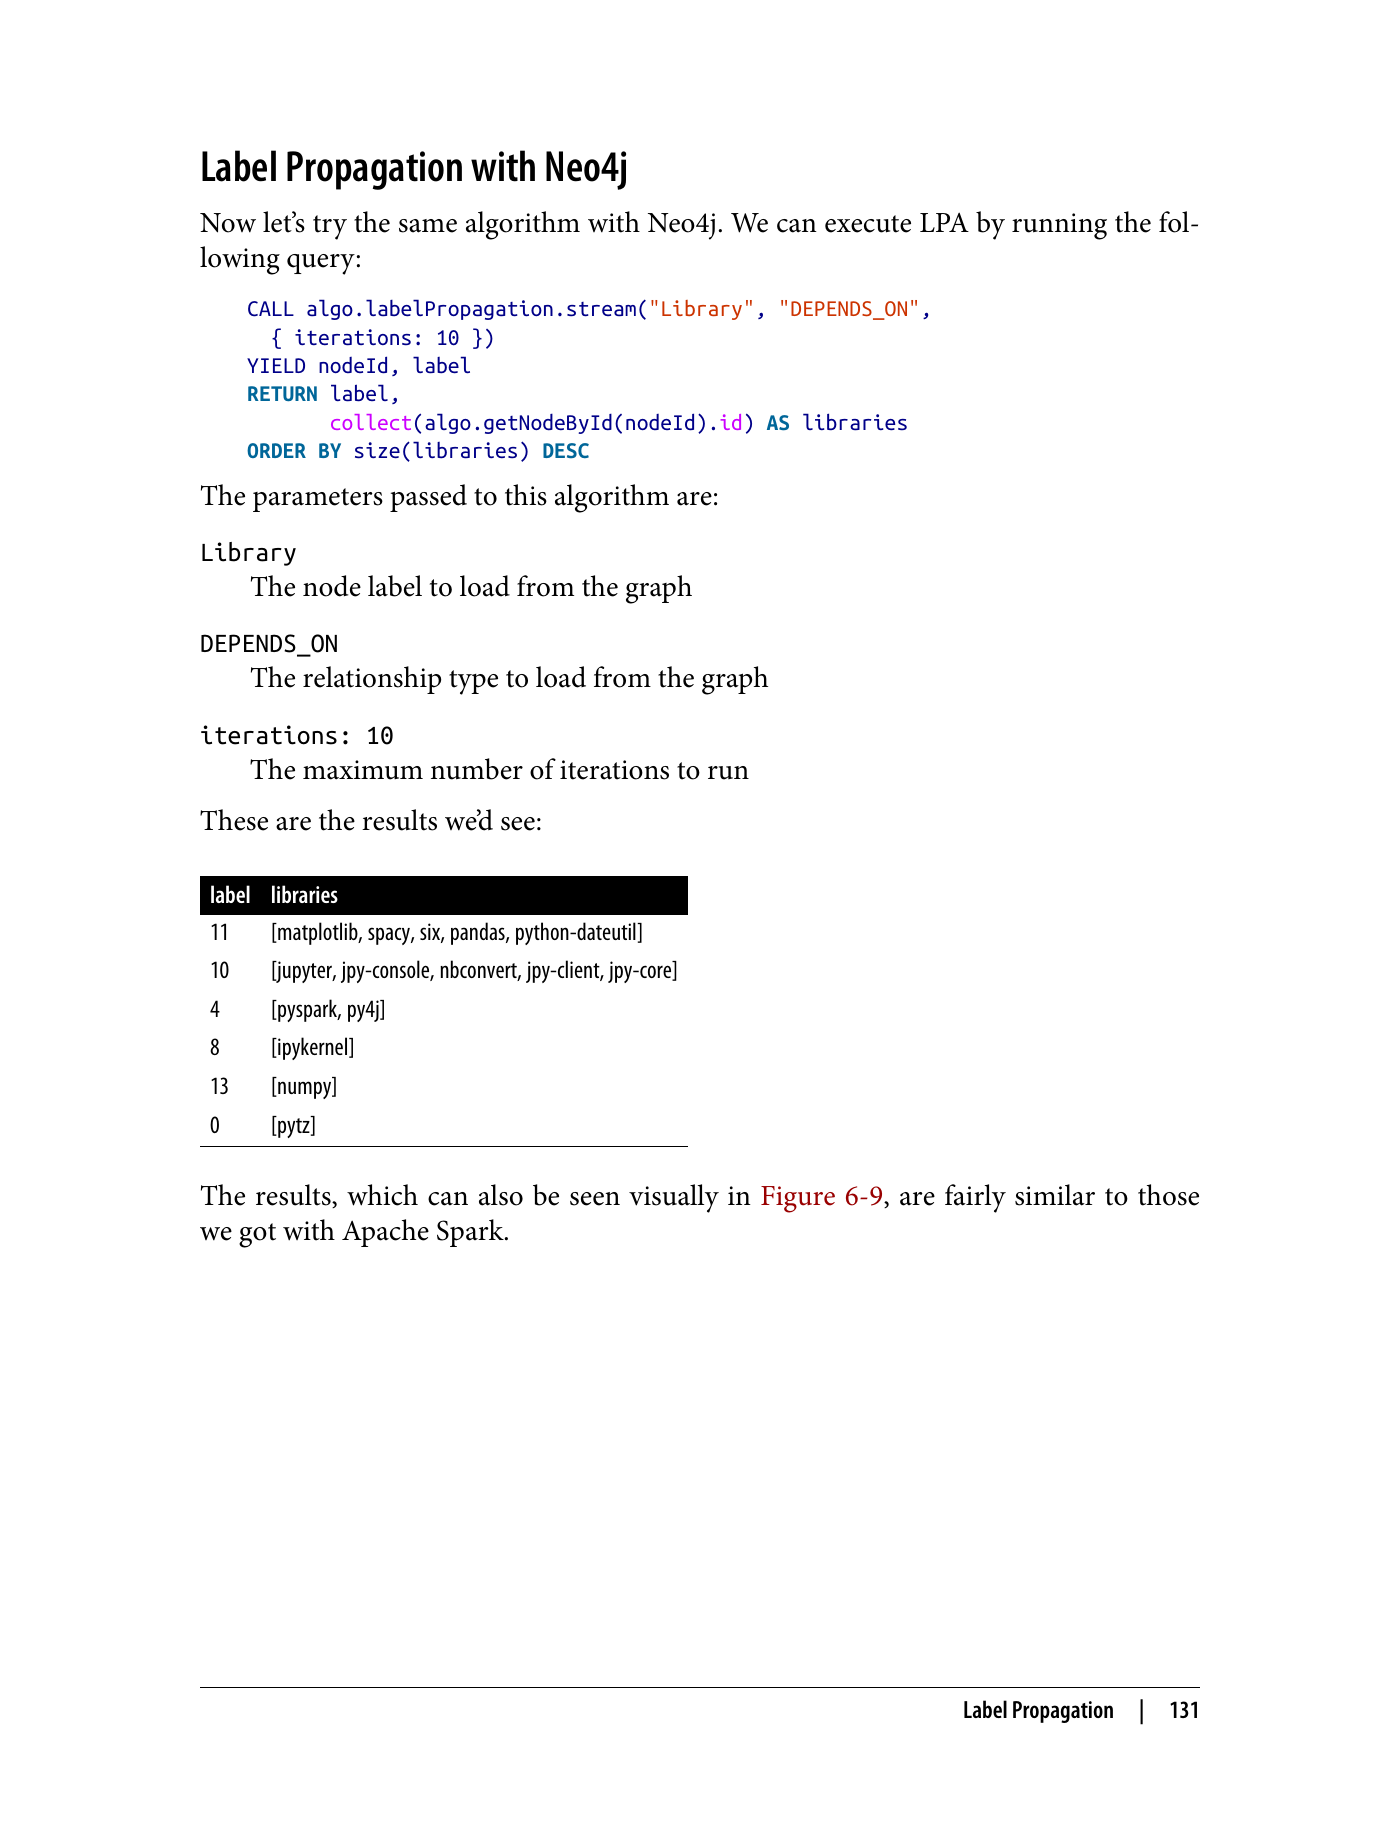 Label Propagation with Neo4j
Now let’s try the same algorithm with Neo4j. We can execute LPA by running the fol-
lowing query:
CALL algo.labelPropagation.stream("Library", "DEPENDS_ON",
  { iterations: 10 })
YIELD nodeId, label
RETURN label,
       collect(algo.getNodeById(nodeId).id) AS libraries
ORDER BY size(libraries) DESC
The parameters passed to this algorithm are:
Library
The node label to load from the graph
DEPENDS_ON
The relationship type to load from the graph
iterations: 10
The maximum number of iterations to run
These are the results we’d see:
label libraries
11 [matplotlib, spacy, six, pandas, python-dateutil]
10 [jupyter, jpy-console, nbconvert, jpy-client, jpy-core]
4 [pyspark, py4j]
8 [ipykernel]
13 [numpy]
0 [pytz]
The results, which can also be seen visually in Figure 6-9, are fairly similar to those
we got with Apache Spark.
Label Propagation | 131